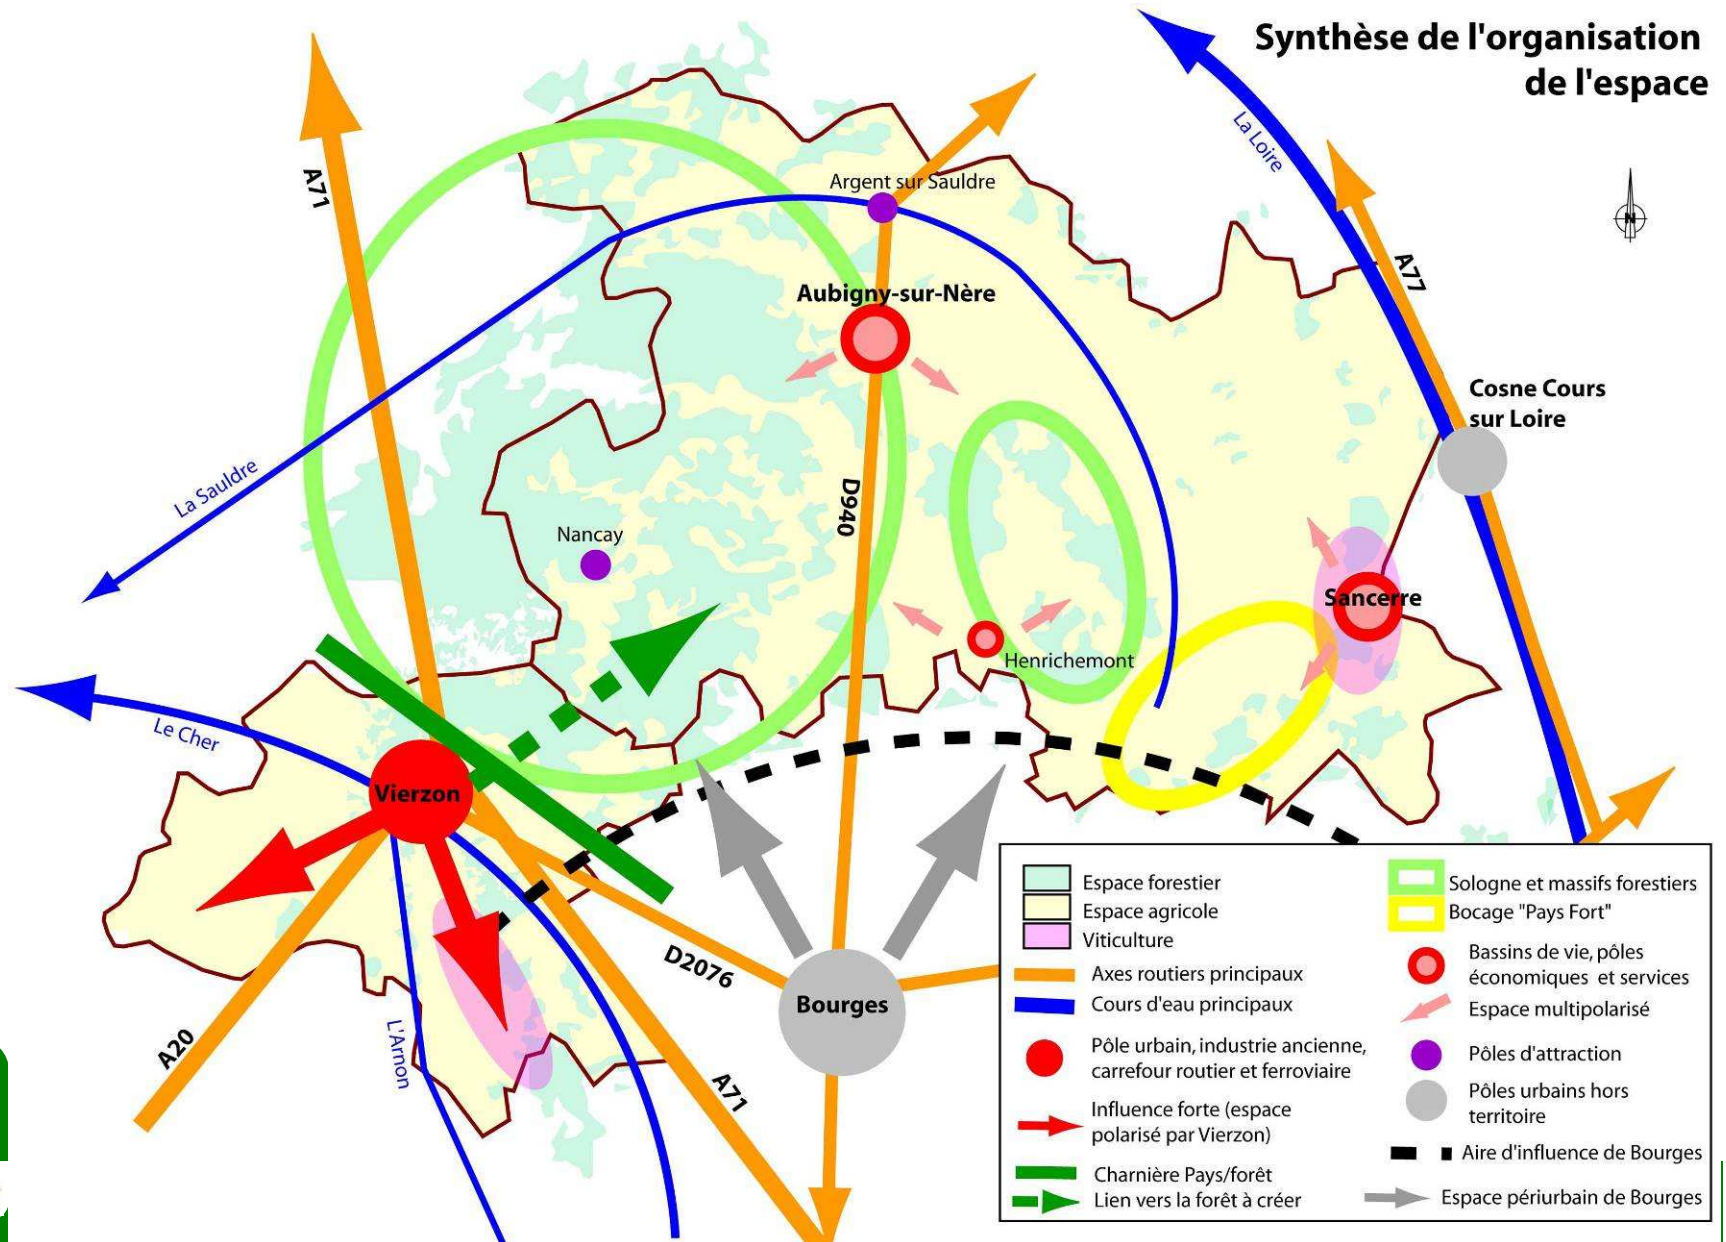 Synthèse de l'organisation
de l'espace
La Loire
A71
Argent sur Sauldre
N
A77
Aubigny-sur-Nère
Cosne Cours
sur Loire
La Sauldre
D940
Nancay
Sancerre
Henrichemont
Le Cher
Vierzon
D2076
Bourges
A20
L'Arnon
A71
Espace forestier
Espace agricole
Viticulture
Axes routiers principaux
Cours d'eau principaux
Pôle urbain, industrie ancienne,
carrefour routier et ferroviaire
Influence forte (espace
polarisé par Vierzon)
Charnière Pays/forêt
Lien vers la forêt à créer
Sologne et massifs forestiers
Bocage "Pays Fort"
Bassins de vie, pôles
économiques et services
Espace multipolarisé
Pôles d'attraction
Pôles urbains hors
territoire
Aire d'influence de Bourges
Espace périurbain de Bourges